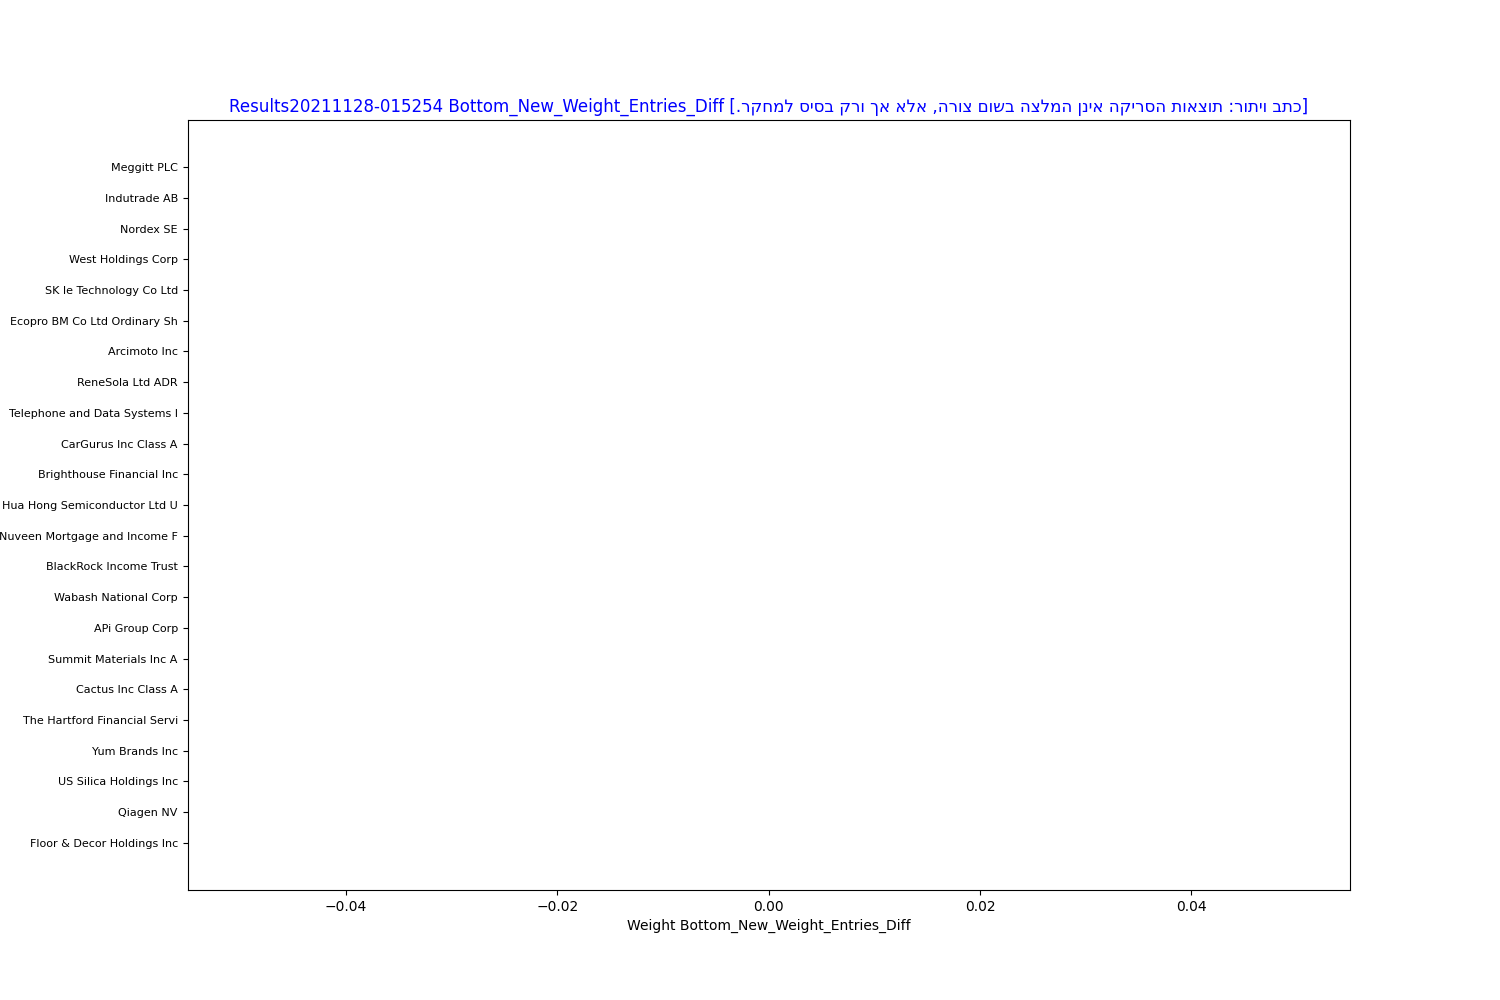 Results20211128-015254 Bottom_New_Weight_Entries_Diff [כתב ויתור: תוצאות הסריקה אינן המלצה בשום צורה, אלא אך ורק בסיס למחקר.]
Meggitt PLC
Indutrade AB
Nordex SE
West Holdings Corp
SK Ie Technology Co Ltd
Ecopro BM Co Ltd Ordinary Sh
Arcimoto Inc
ReneSola Ltd ADR
Telephone and Data Systems I
CarGurus Inc Class A
Brighthouse Financial Inc
Hua Hong Semiconductor Ltd U
Nuveen Mortgage and Income F
BlackRock Income Trust
Wabash National Corp
APi Group Corp
Summit Materials Inc A
Cactus Inc Class A
The Hartford Financial Servi
Yum Brands Inc
US Silica Holdings Inc
Qiagen NV
Floor & Decor Holdings Inc
−0.04 −0.02 0.00 0.02 0.04
Weight Bottom_New_Weight_Entries_Diff